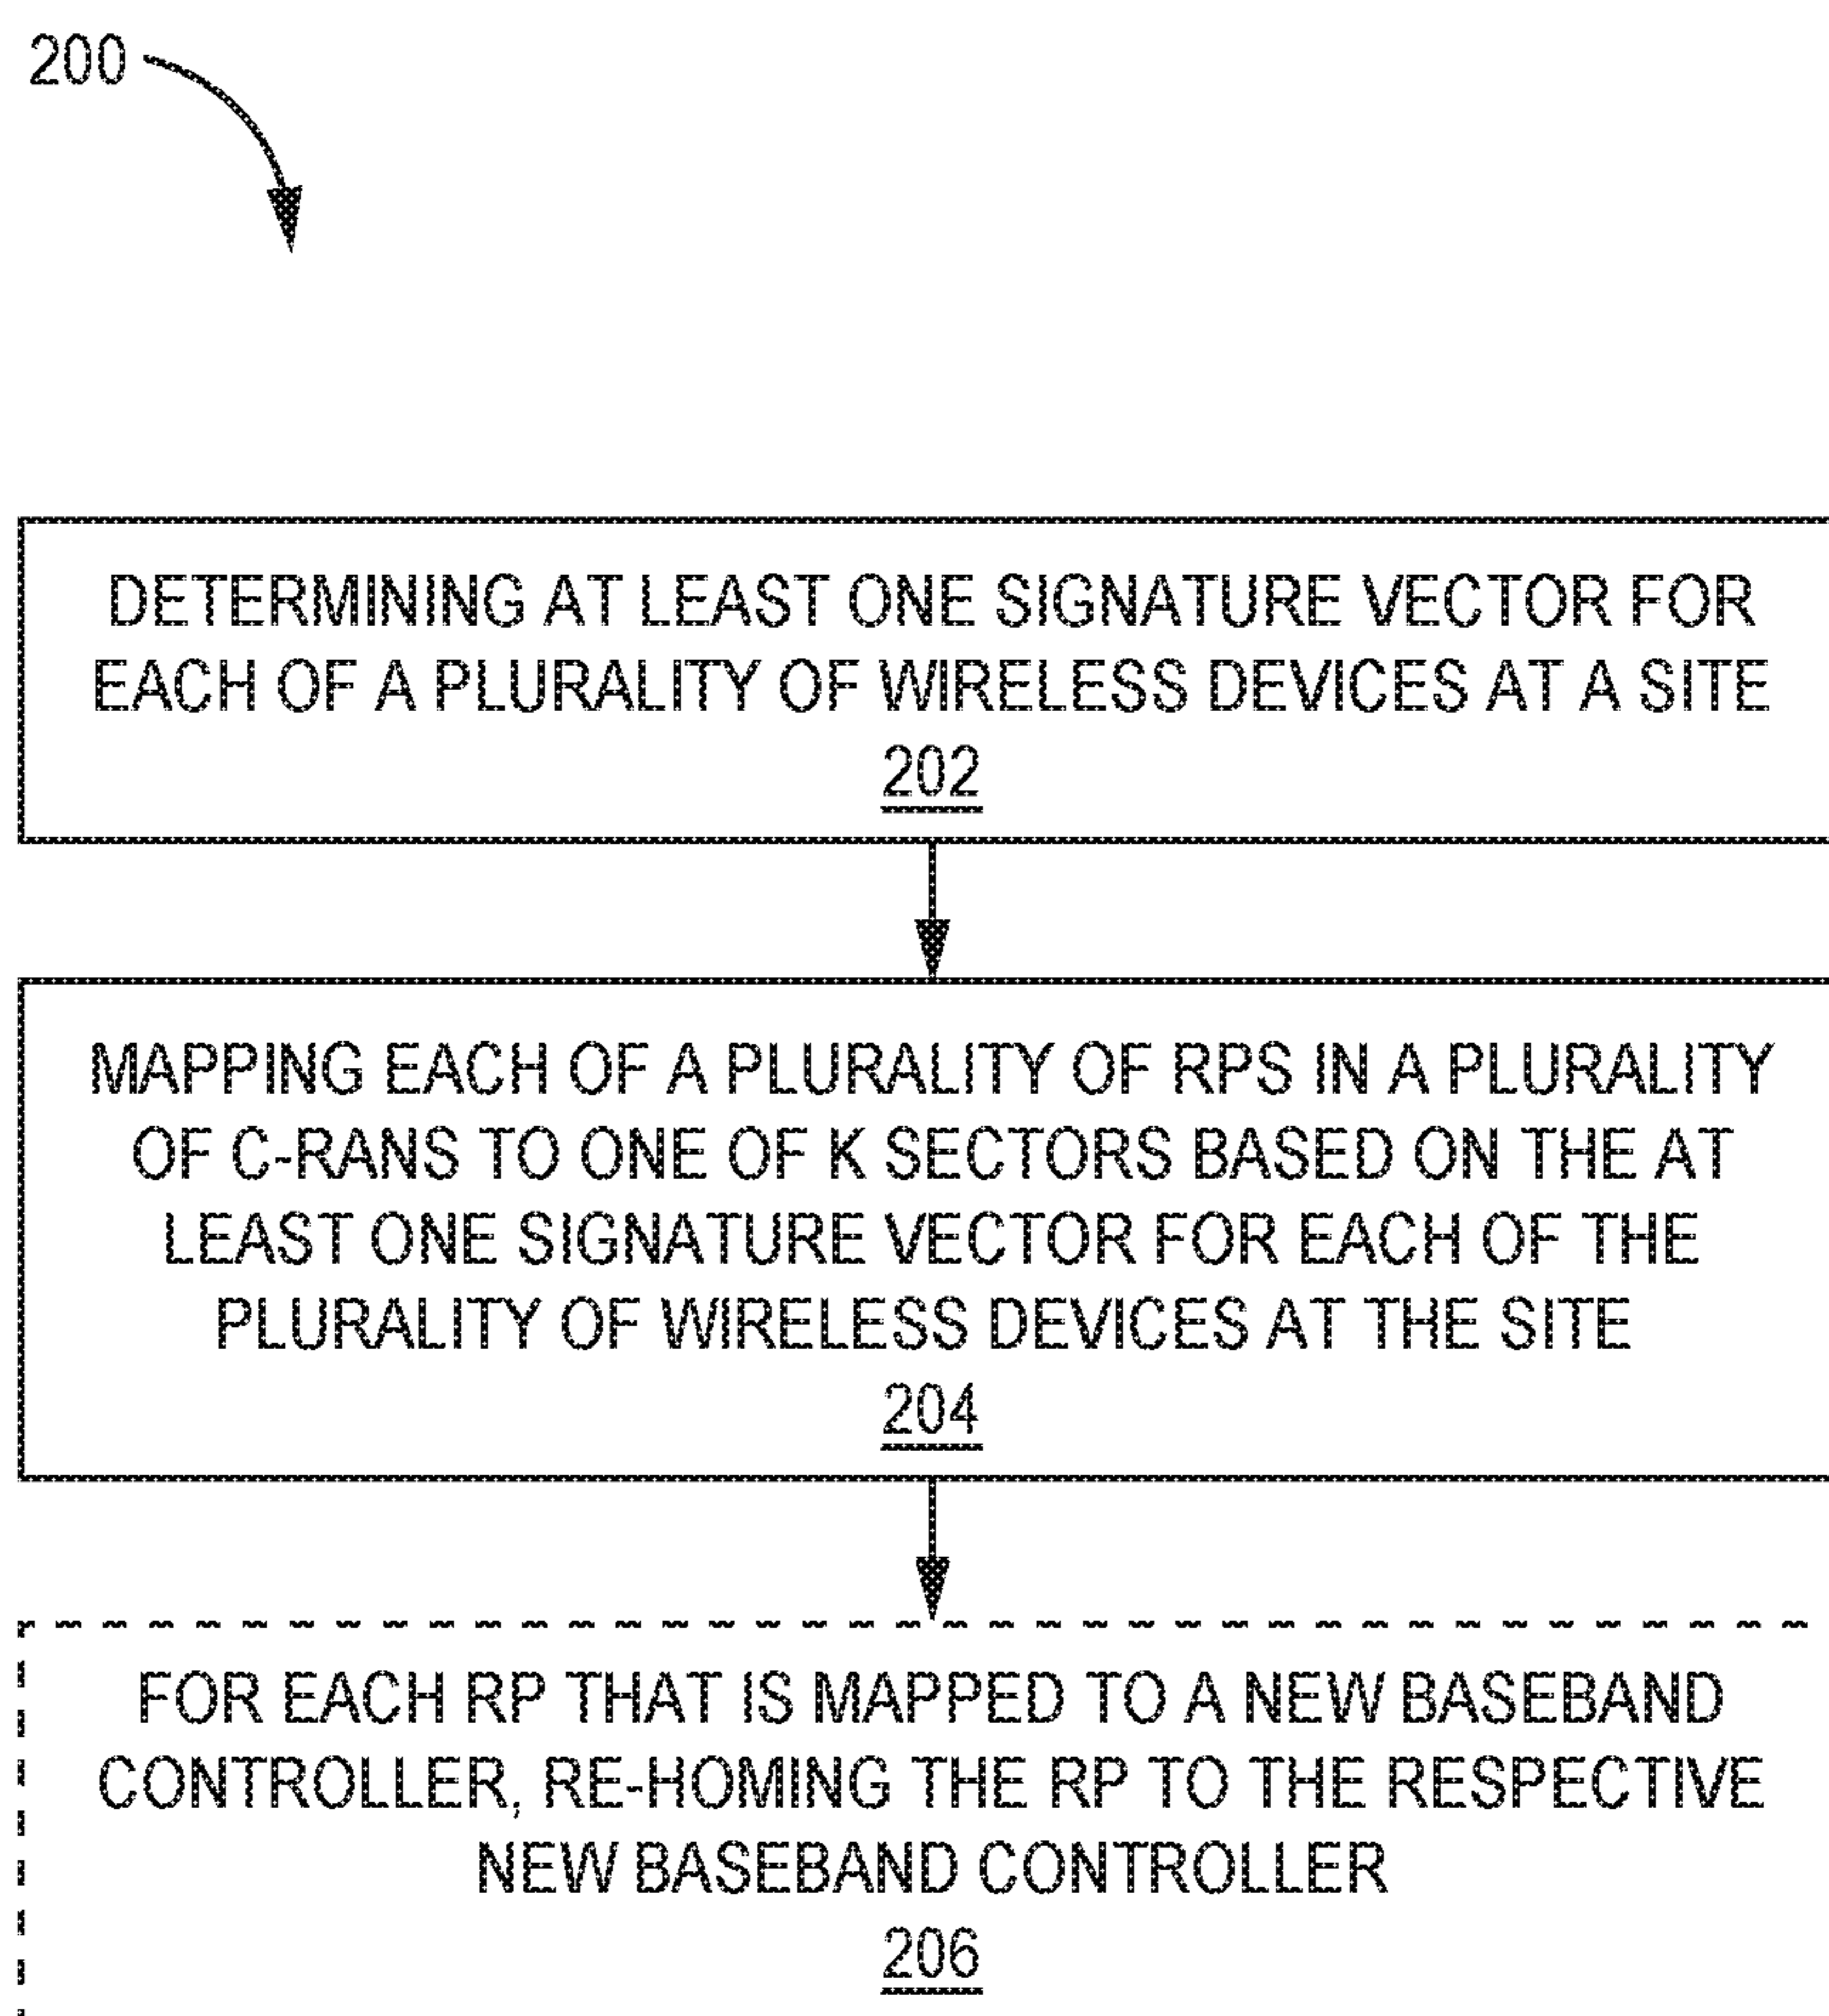 200
DETERMINING AT LEAST ONE SIGNATURE VECTOR FOR
EACH OF A PLURALITY OF WIRELESS DEVICES AT A SITE
202
MAPPING EACH OF A PLURALITY OF RPS IN A PLURALITY
OF C-RANS TO ONE OF K SECTORS BASED ON THE AT
LEAST ONE SIGNATURE VECTOR FOR EACH OF THE
PLURALITY OF WIRELESS DEVICES AT THE SITE
204
FOR EACH RP THAT IS MAPPED TO A NEW BASEBAND
CONTROLLER, RE-HOMING THE RP TO THE RESPECTIVE
NEW BASEBAND CONTROLLER
206